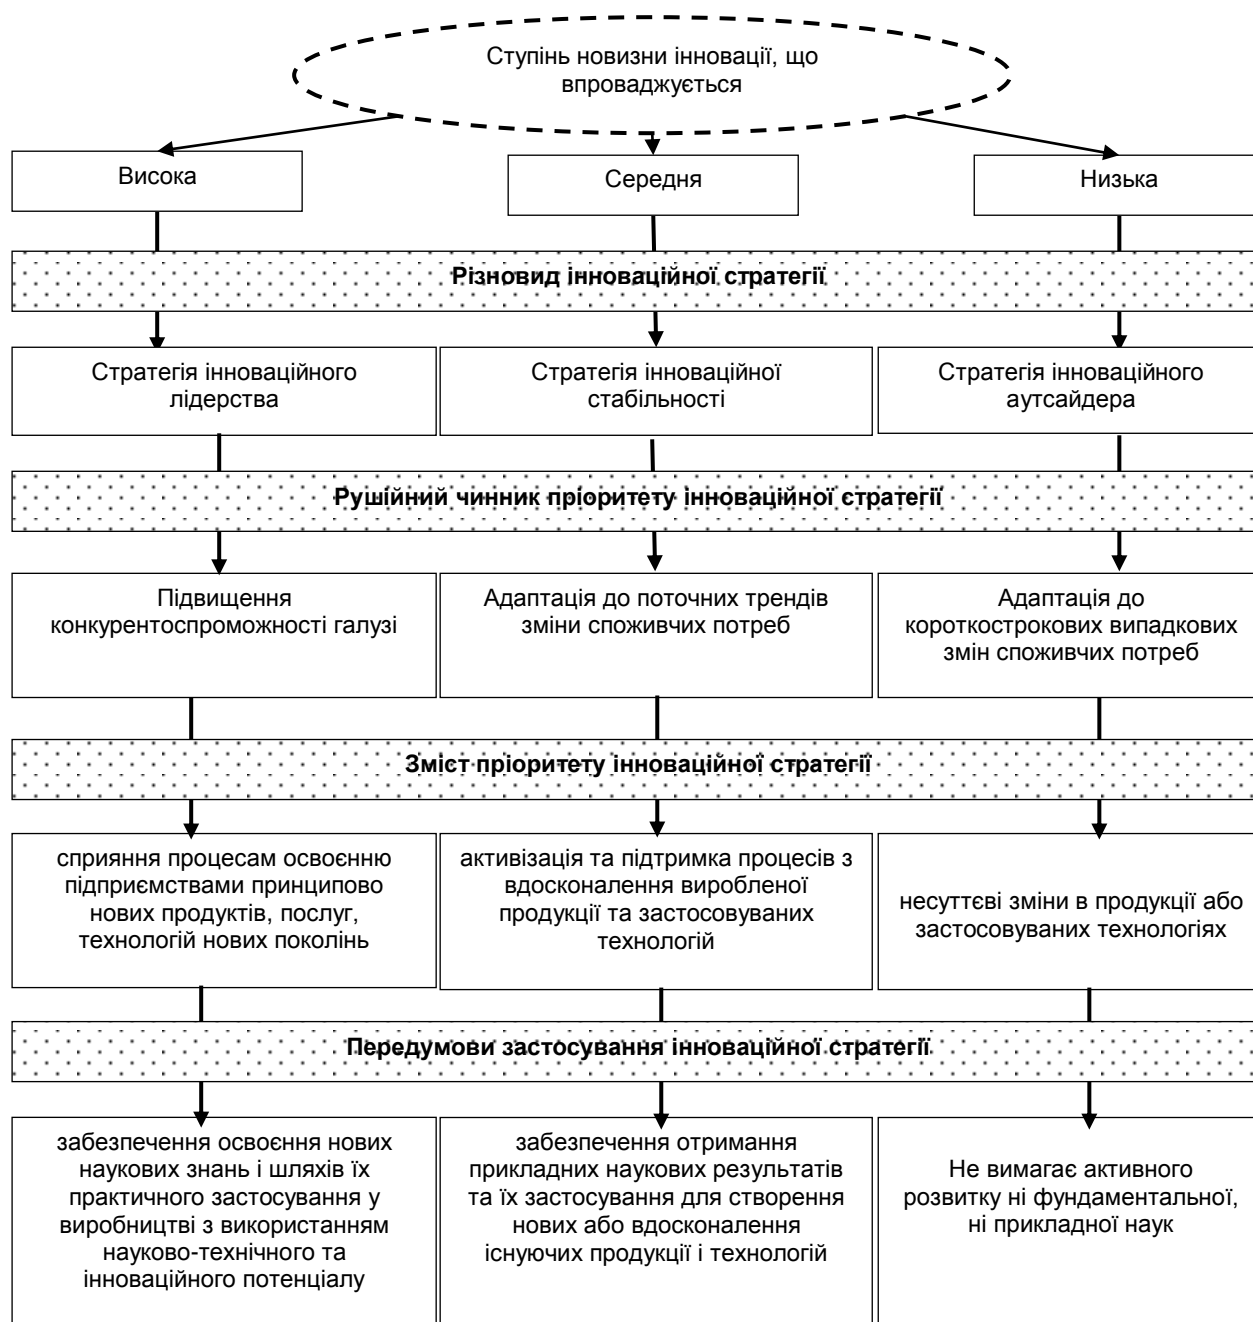 Ступінь новизни інновації, що
впроваджується
Висока
Середня
Низька
Різновид інноваційної стратегії
Стратегія інноваційного
лідерства
Стратегія інноваційної
стабільності
Стратегія інноваційного
аутсайдера
Рушійний чинник пріоритету інноваційної стратегії
Підвищення
конкурентоспроможності галузі
Адаптація до поточних трендів
зміни споживчих потреб
Адаптація до
короткострокових випадкових
змін споживчих потреб
Зміст пріоритету інноваційної стратегії
сприяння процесам освоєнню
підприємствами принципово
нових продуктів, послуг,
технологій нових поколінь
активізація та підтримка процесів з
вдосконалення виробленої
продукції та застосовуваних
технологій
несуттєві зміни в продукції або
застосовуваних технологіях
Передумови застосування інноваційної стратегії
забезпечення освоєння нових
наукових знань і шляхів їх
практичного застосування у
виробництві з використанням
науково-технічного та
інноваційного потенціалу
забезпечення отримання
прикладних наукових результатів
та їх застосування для створення
нових або вдосконалення
існуючих продукції і технологій
Не вимагає активного
розвитку ні фундаментальної,
ні прикладної наук